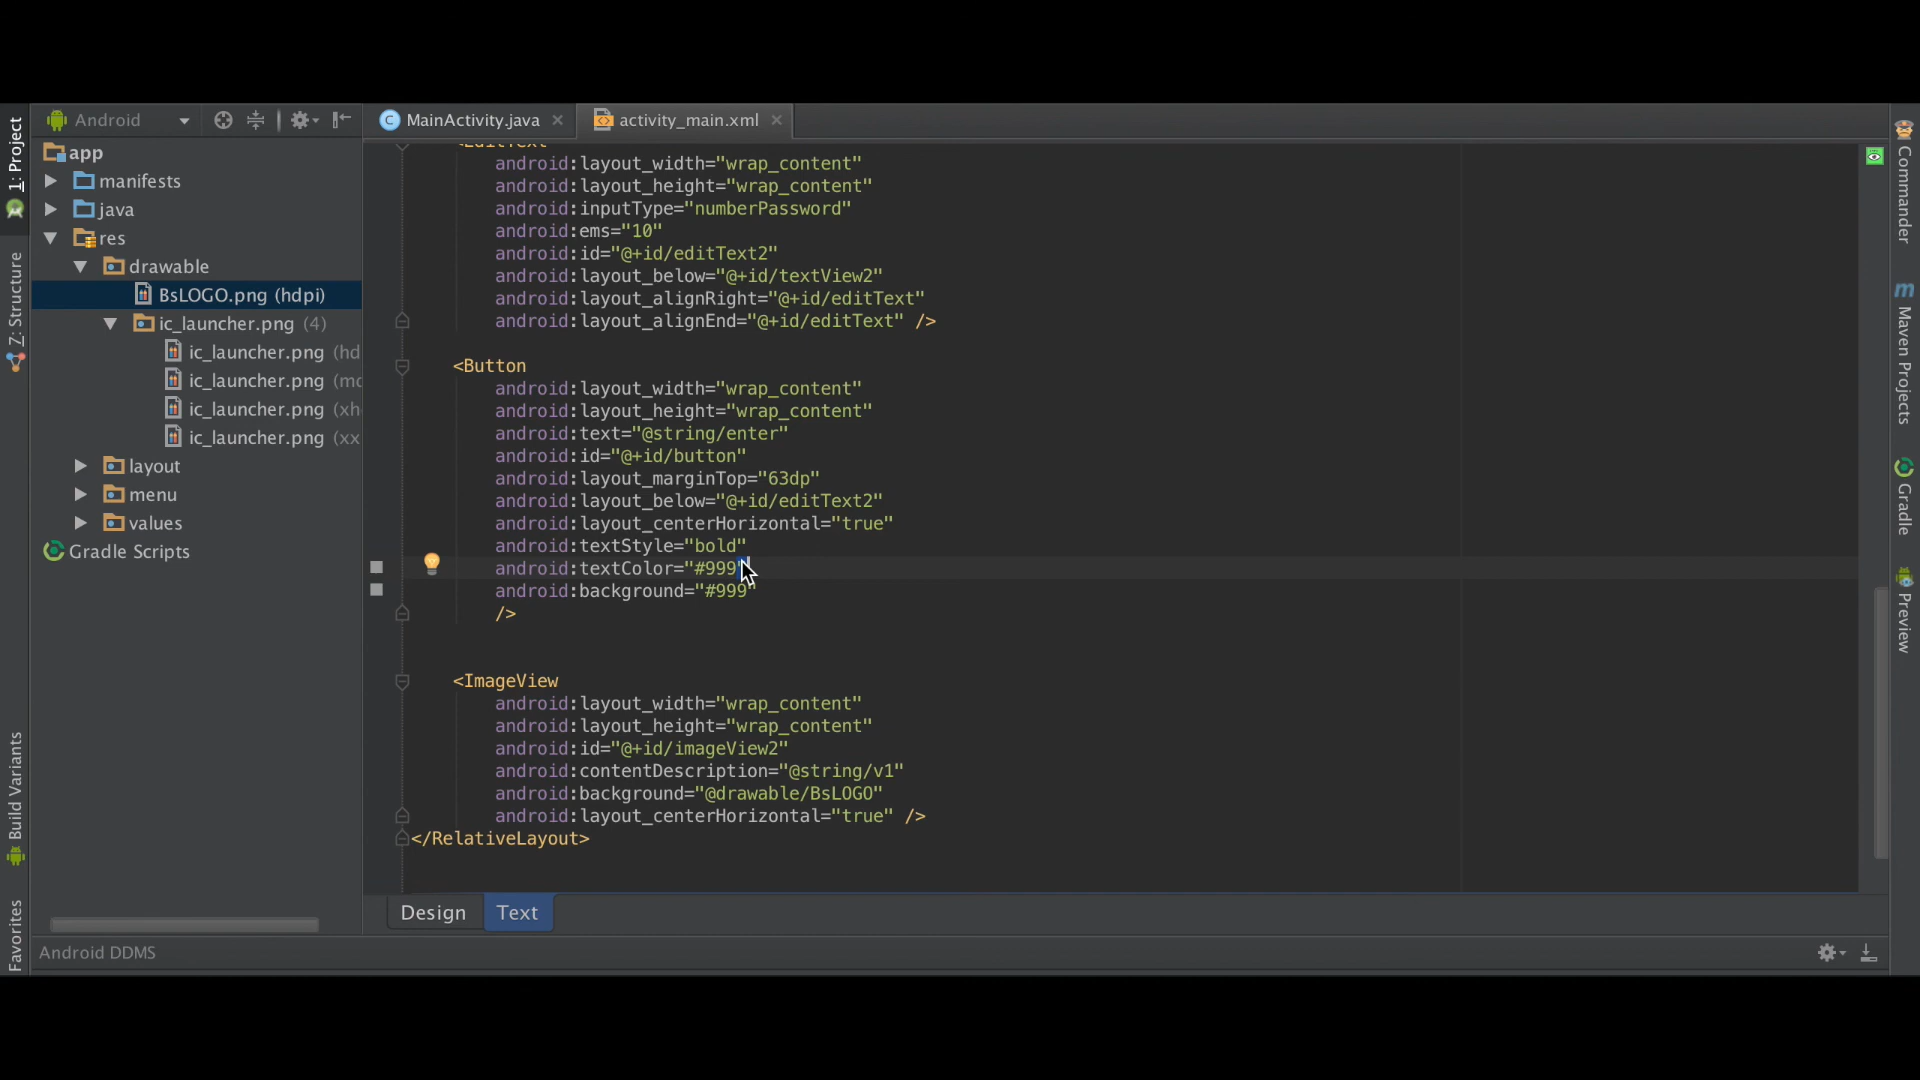 1: Project
Z: Structure
Build Variants
Favorites
Android
app
manifests
java
res
drawable
BsLOGO.png (hdpi)
ic_launcher.png (4)
ic_launcher.png (hd
ic_launcher.png (md
ic_launcher.png (xh
ic_launcher.png (xx
layout
menu
values
Gradle Scripts
MainActivity.java
activity_main.xml
<EditText
android:layout_width="wrap_content"
android:layout_height="wrap_content"
android:inputType="numberPassword"
android:ems="10"
android:id="@+id/editText2"
android:layout_below="@+id/textView2"
android:layout_alignRight="@+id/editText"
android:layout_alignEnd="@+id/editText" />
<Button
android:layout_width="wrap_content"
android:layout_height="wrap_content"
android:text="@string/enter"
android:id="@+id/button"
android:layout_marginTop="63dp"
android:layout_below="@+id/editText2"
android:layout_centerHorizontal="true"
android:textStyle="bold"
android:textColor="#999"
android:background="#999"
/>
<ImageView
android:layout_width="wrap_content"
android:layout_height="wrap_content"
android:id="@+id/imageView2"
android:contentDescription="@string/v1"
android:background="@drawable/BsLOGO"
android:layout_centerHorizontal="true" />
</RelativeLayout>
Design
Text
Android DDMS
Commander
m
Maven Projects
Gradle
Preview